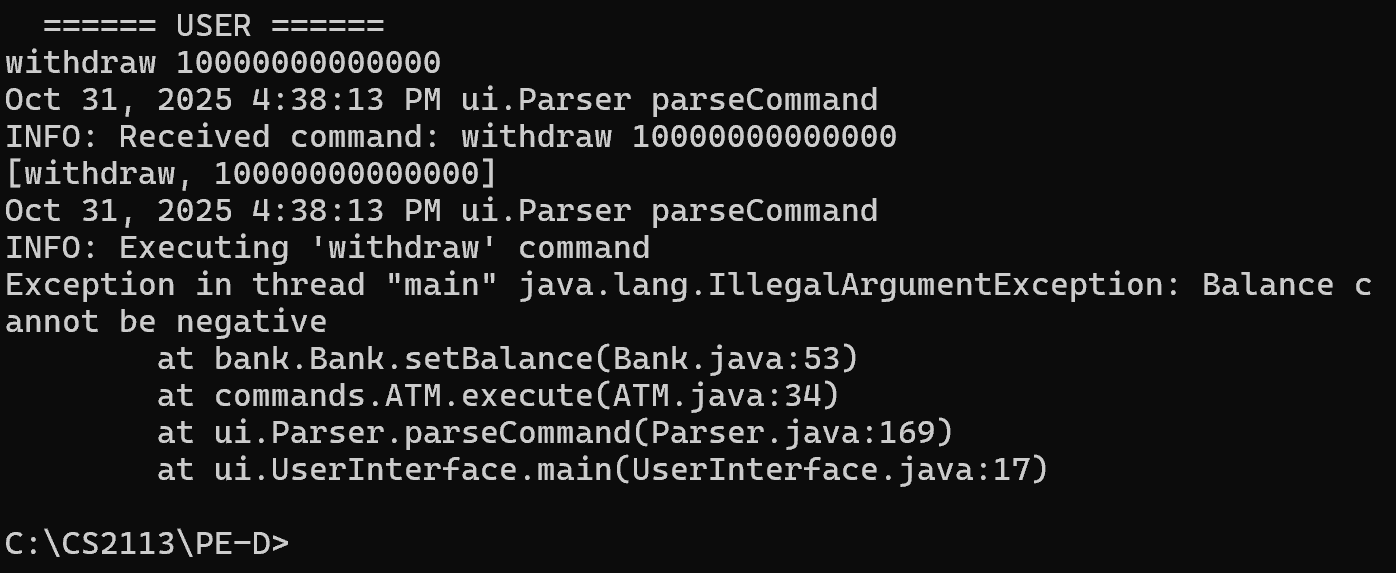 ====== USER ======
withdraw 10000000000000
Oct 31, 2025 4:38:13 PM ui.Parser parseCommand
INFO: Received command: withdraw 10000000000000
[withdraw, 10000000000000]
Oct 31, 2025 4:38:13 PM ui.Parser parseCommand
INFO: Executing 'withdraw' command
Exception in thread "main" java.lang.IllegalArgumentException: Balance c
annot be negative
        at bank.Bank.setBalance(Bank.java:53)
        at commands.ATM.execute(ATM.java:34)
        at ui.Parser.parseCommand(Parser.java:169)
        at ui.UserInterface.main(UserInterface.java:17)
C:\CS2113\PE-D>